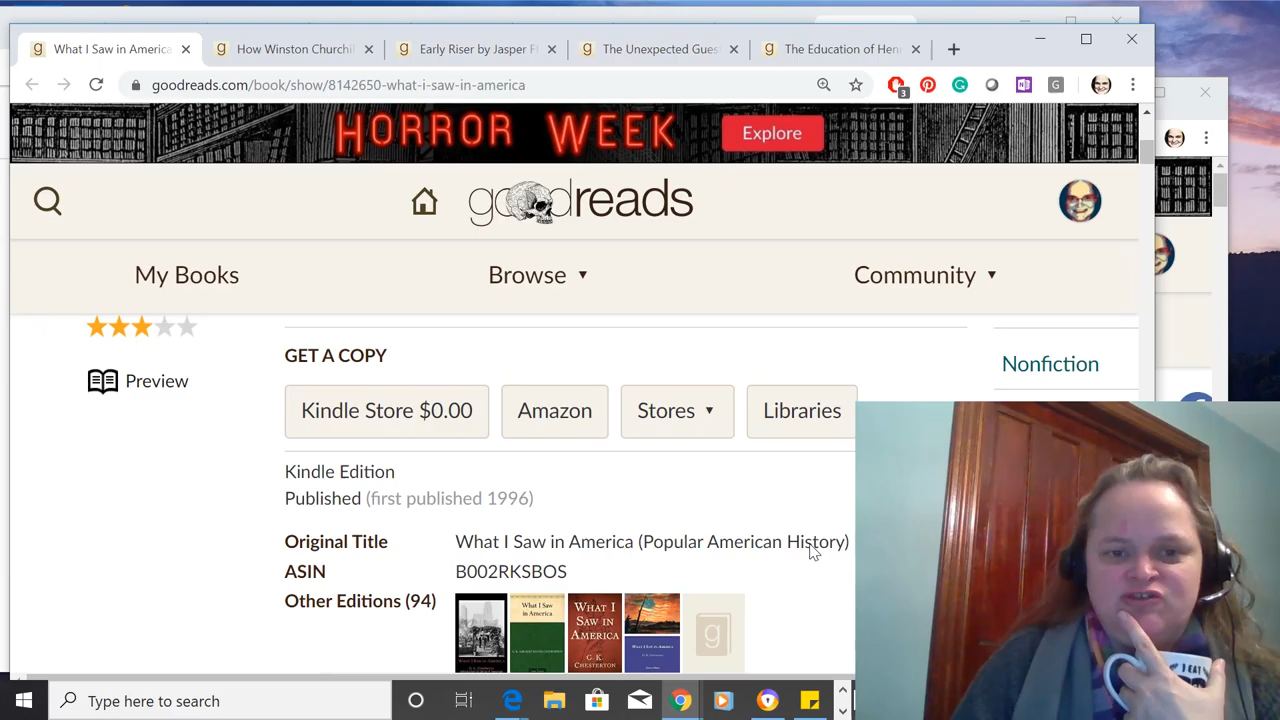 What I Saw in America
How Winston Churchil
Early Riser by Jasper F
The Unexpected Gues
The Education of Hen
goodreads.com/book/show/8142650-what-i-saw-in-america
3
N
G
HORROR WEEK
Explore
goodreads
My Books
Browse
Community
Preview
GET A COPY
Nonfiction
Kindle Store $0.00
Amazon
Stores
Libraries
Kindle Edition
Published (first published 1996)
Original Title What I Saw in America (Popular American History)
ASIN B002RKSBOS
Other Editions (94)
What I Saw
in America
WHAT I
SAW IN
AMERICA
G. K.
CHESTERTON
g
I EAT
Type here to search